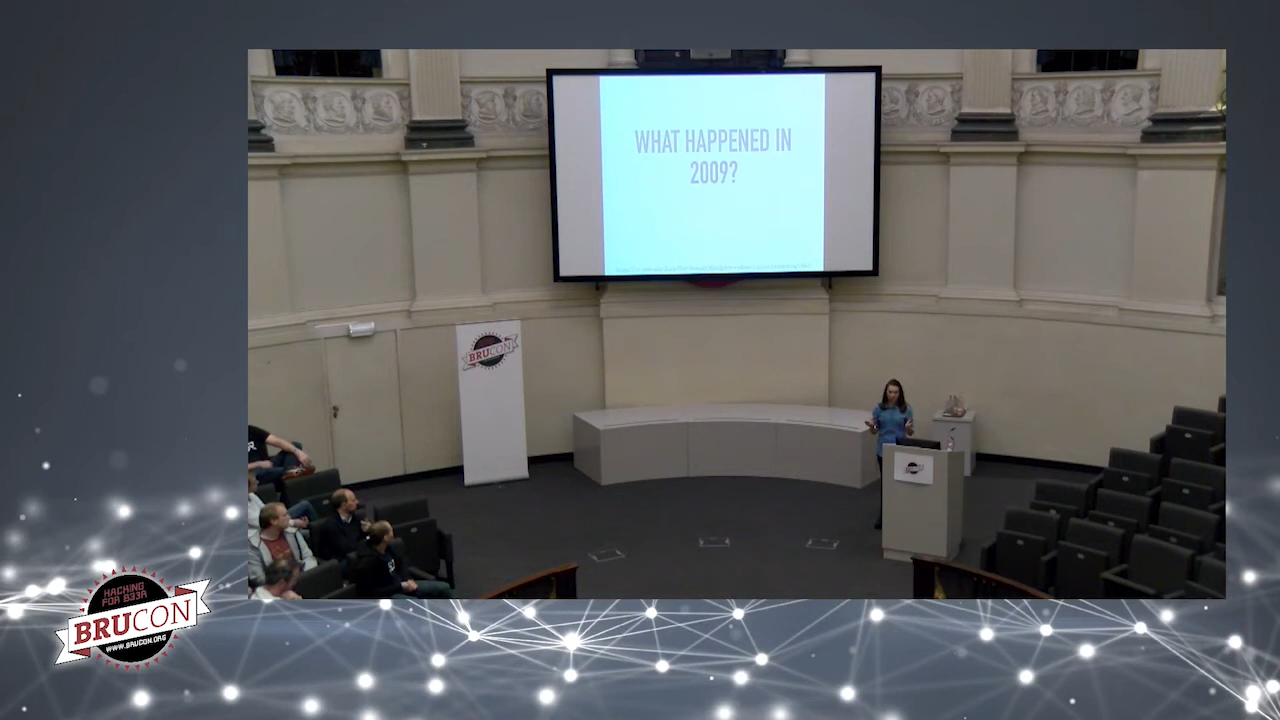 WHAT HAPPENED IN
2009?
BRUCON
HACKING
FOR B33R
BRUCON
WWW.BRUCON.ORG